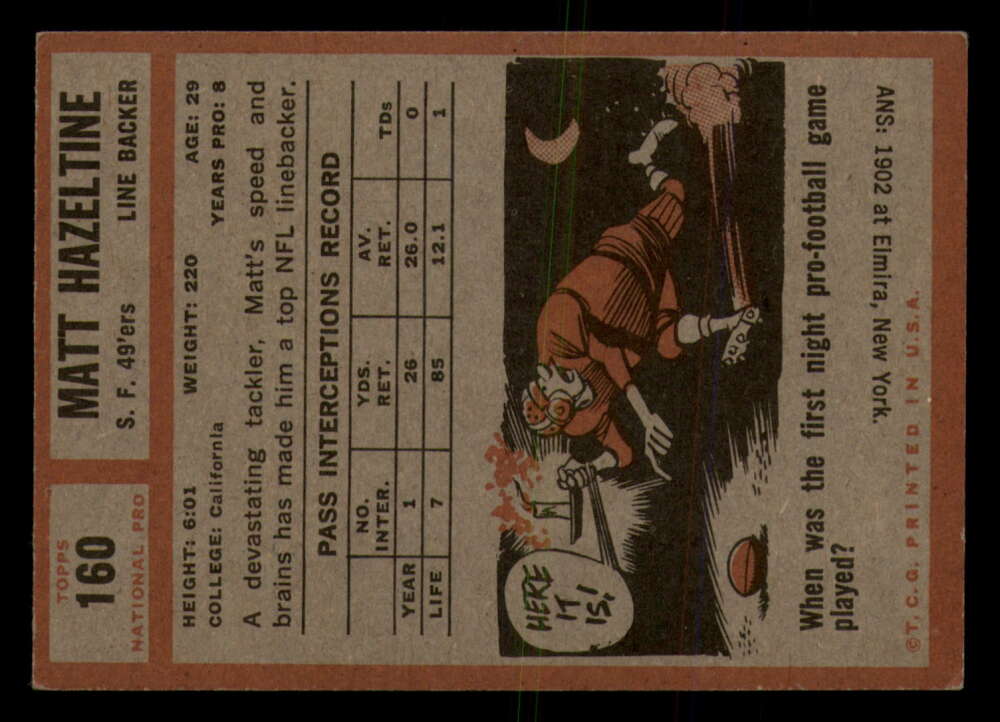 TOPPS
160
NATIONAL PRO
MATT HAZELTINE
S. F. 49'ers LINE BACKER
HEIGHT: 6:01 WEIGHT: 220 AGE: 29
COLLEGE: California YEARS PRO: 8
A devastating tackler, Matt's speed and
brains has made him a top NFL linebacker.
PASS INTERCEPTIONS RECORD
NO. YDS. AV.
INTER. RET. RET. TDs
YEAR 1 26 26.0 0
LIFE 7 85 12.1 1
HERE
IT
IS!
When was the first night pro-football game
played?
ANS: 1902 at Elmira, New York.
©T. C. G. PRINTED IN U.S.A.